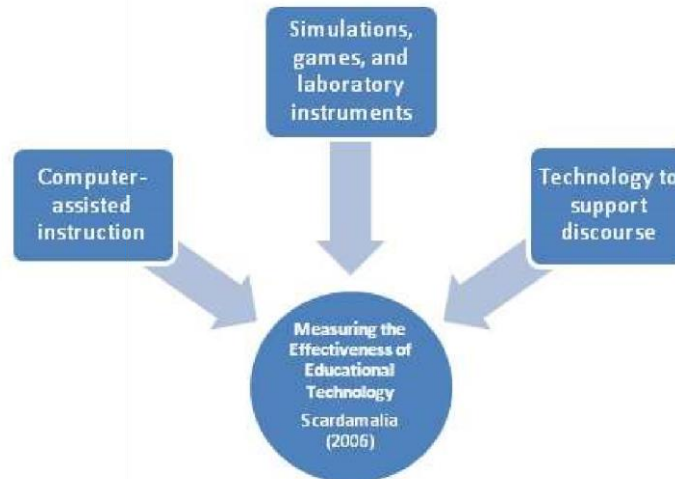 Simulations,
games, and
laboratory
instruments
Computer-
assisted
instruction
Technology to
support
discourse
Measuring the
Effectiveness of
Educational
Technology
Scardamalia
(2006)